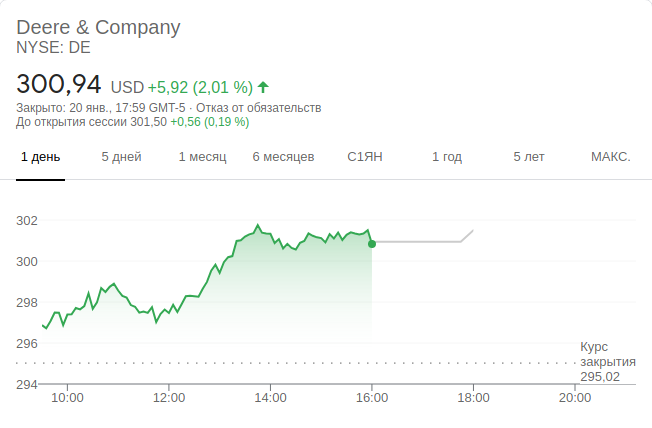 Deere & Company
NYSE: DE
300,94 USD +5,92 (2,01 %)
Закрыто: 20 янв., 17:59 GMT-5 · Отказ от обязательств
До открытия сессии 301,50 +0,56 (0,19 %)
1 день 5 дней 1 месяц 6 месяцев С1ЯН 1 год 5 лет МАКС.
302
300
298
296
Курс
закрытия
295,02
294
10:00 12:00 14:00 16:00 18:00 20:00